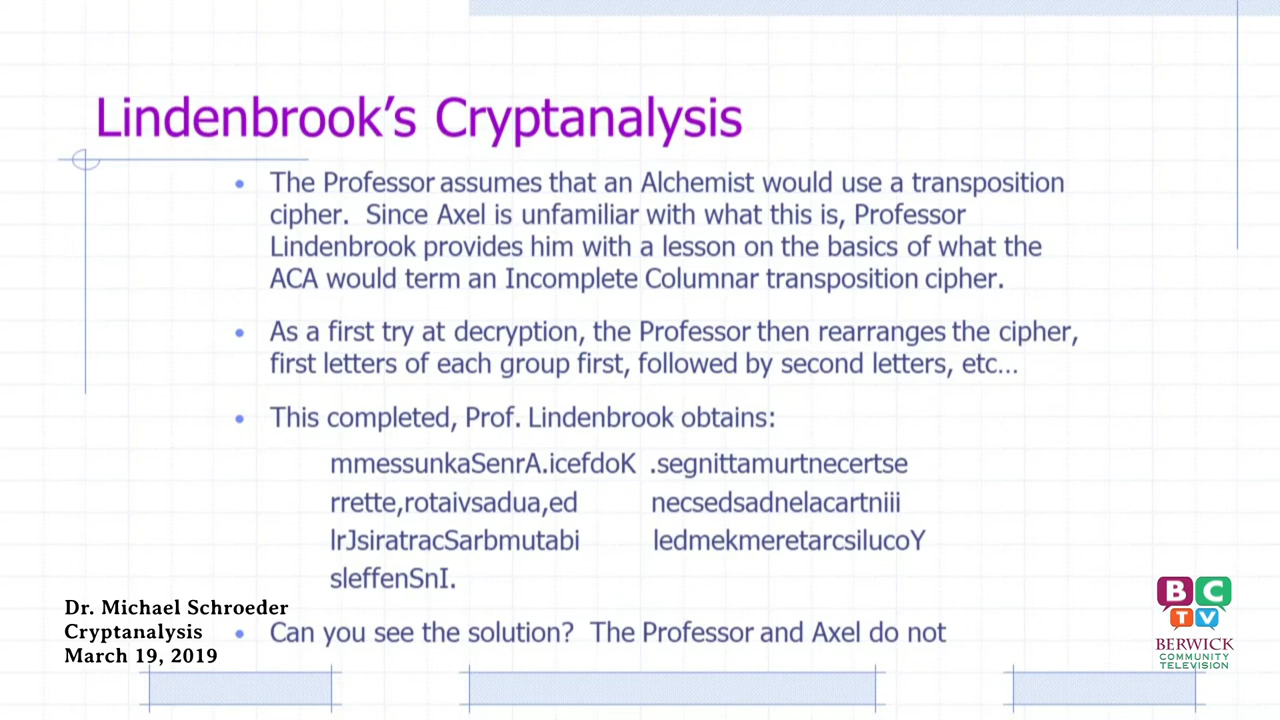 Lindenbrook's Cryptanalysis
• The Professor assumes that an Alchemist would use a transposition
cipher. Since Axel is unfamiliar with what this is, Professor
Lindenbrook provides him with a lesson on the basics of what the
ACA would term an Incomplete Columnar transposition cipher.
• As a first try at decryption, the Professor then rearranges the cipher,
first letters of each group first, followed by second letters, etc...
• This completed, Prof. Lindenbrook obtains:
mmessunkaSenrA.icefdoK .segnittamurtnecertse
rrette,rotaivsadua,ed necsedsadnelacartniii
lrJsiratracSarbmutabi ledmekmeretarcsilucoY
sleffenSnI.
• Can you see the solution? The Professor and Axel do not
Dr. Michael Schroeder
Cryptanalysis
March 19, 2019
BC
TV
BERWICK
COMMUNITY
TELEVISION